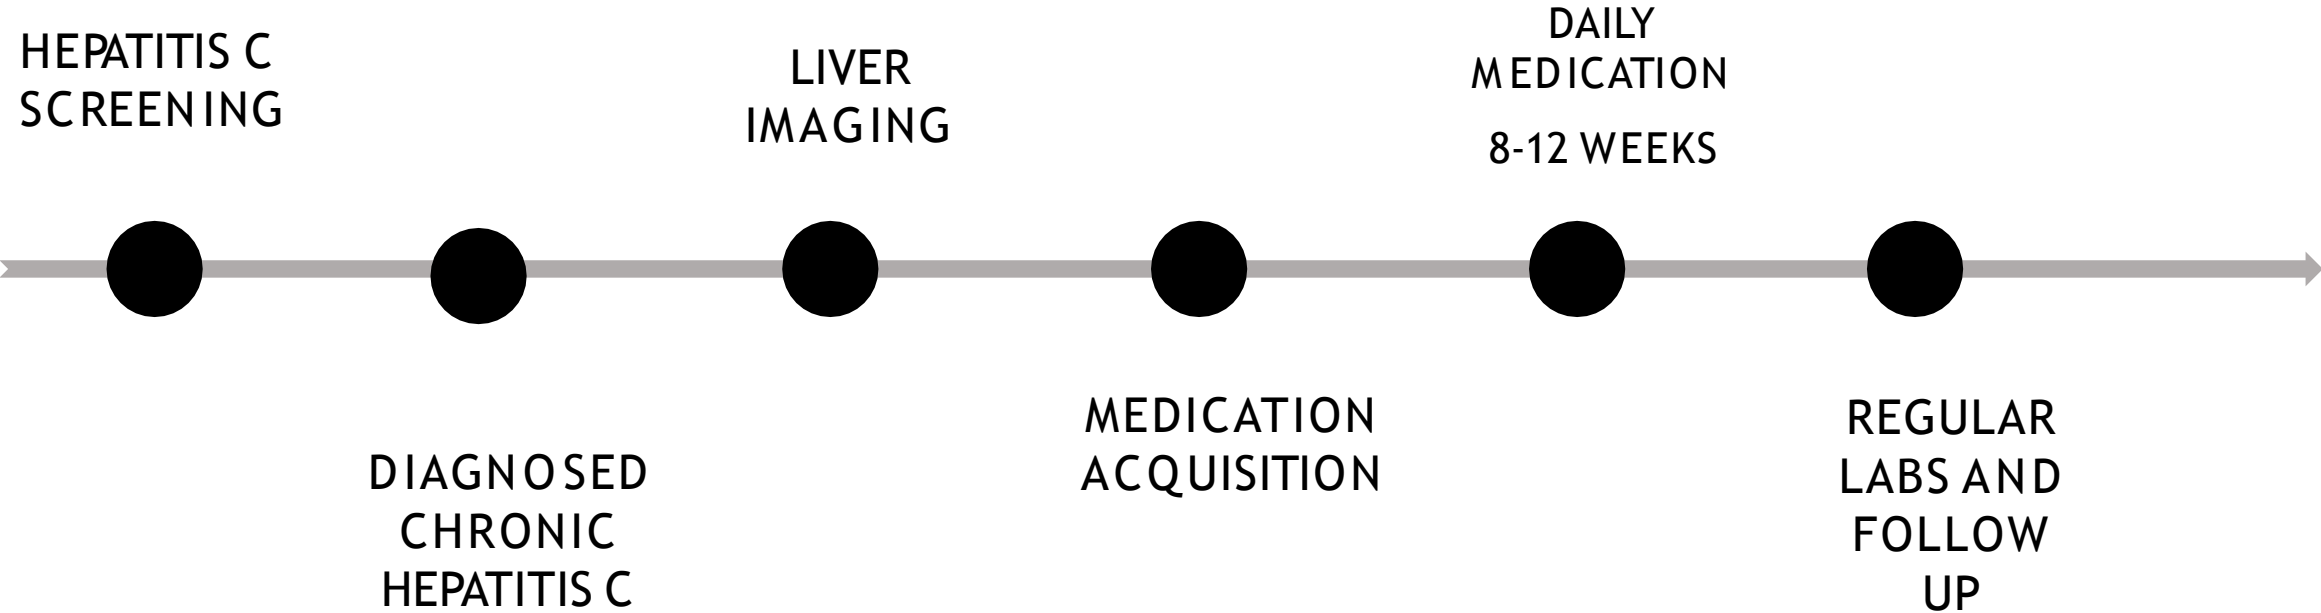 HEPATITIS C
SCREENING
DIAGNOSED
CHRONIC
HEPATITIS C
LIVER
IMAGING
MEDICATION
ACQUISITION
DAILY
MEDICATION
8-12 WEEKS
REGULAR
LABS AND
FOLLOW
UP